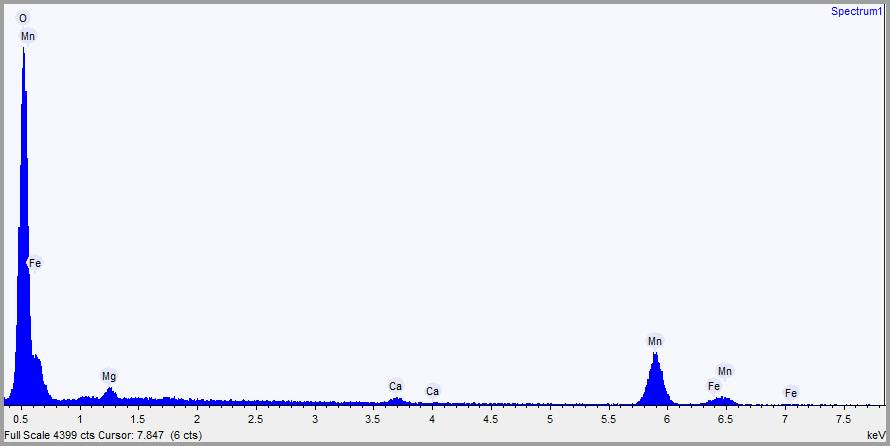 Spectrum1
O
Mn
Fe
Mg
Ca
Ca
Mn
Fe
Mn
Fe
0.5 1 1.5 2 2.5 3 3.5 4 4.5 5 5.5 6 6.5 7 7.5
Full Scale 4399 cts Cursor: 7.847 (6 cts) keV